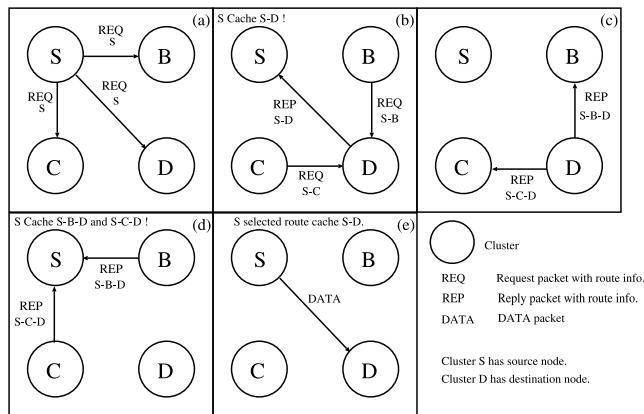 (a)
S
B
C
D
REQ
S
REQ
S
REQ
S
S Cache S-D !
(b)
S
B
C
D
REP
S-D
REQ
S-B
REQ
S-C
(c)
S
B
C
D
REP
S-B-D
REP
S-C-D
S Cache S-B-D and S-C-D !
(d)
S
B
C
D
REP
S-B-D
REP
S-C-D
S selected route cache S-D.
(e)
S
B
C
D
DATA
Cluster
REQ Request packet with route info.
REP Reply packet with route info.
DATA DATA packet
Cluster S has source node.
Cluster D has destination node.